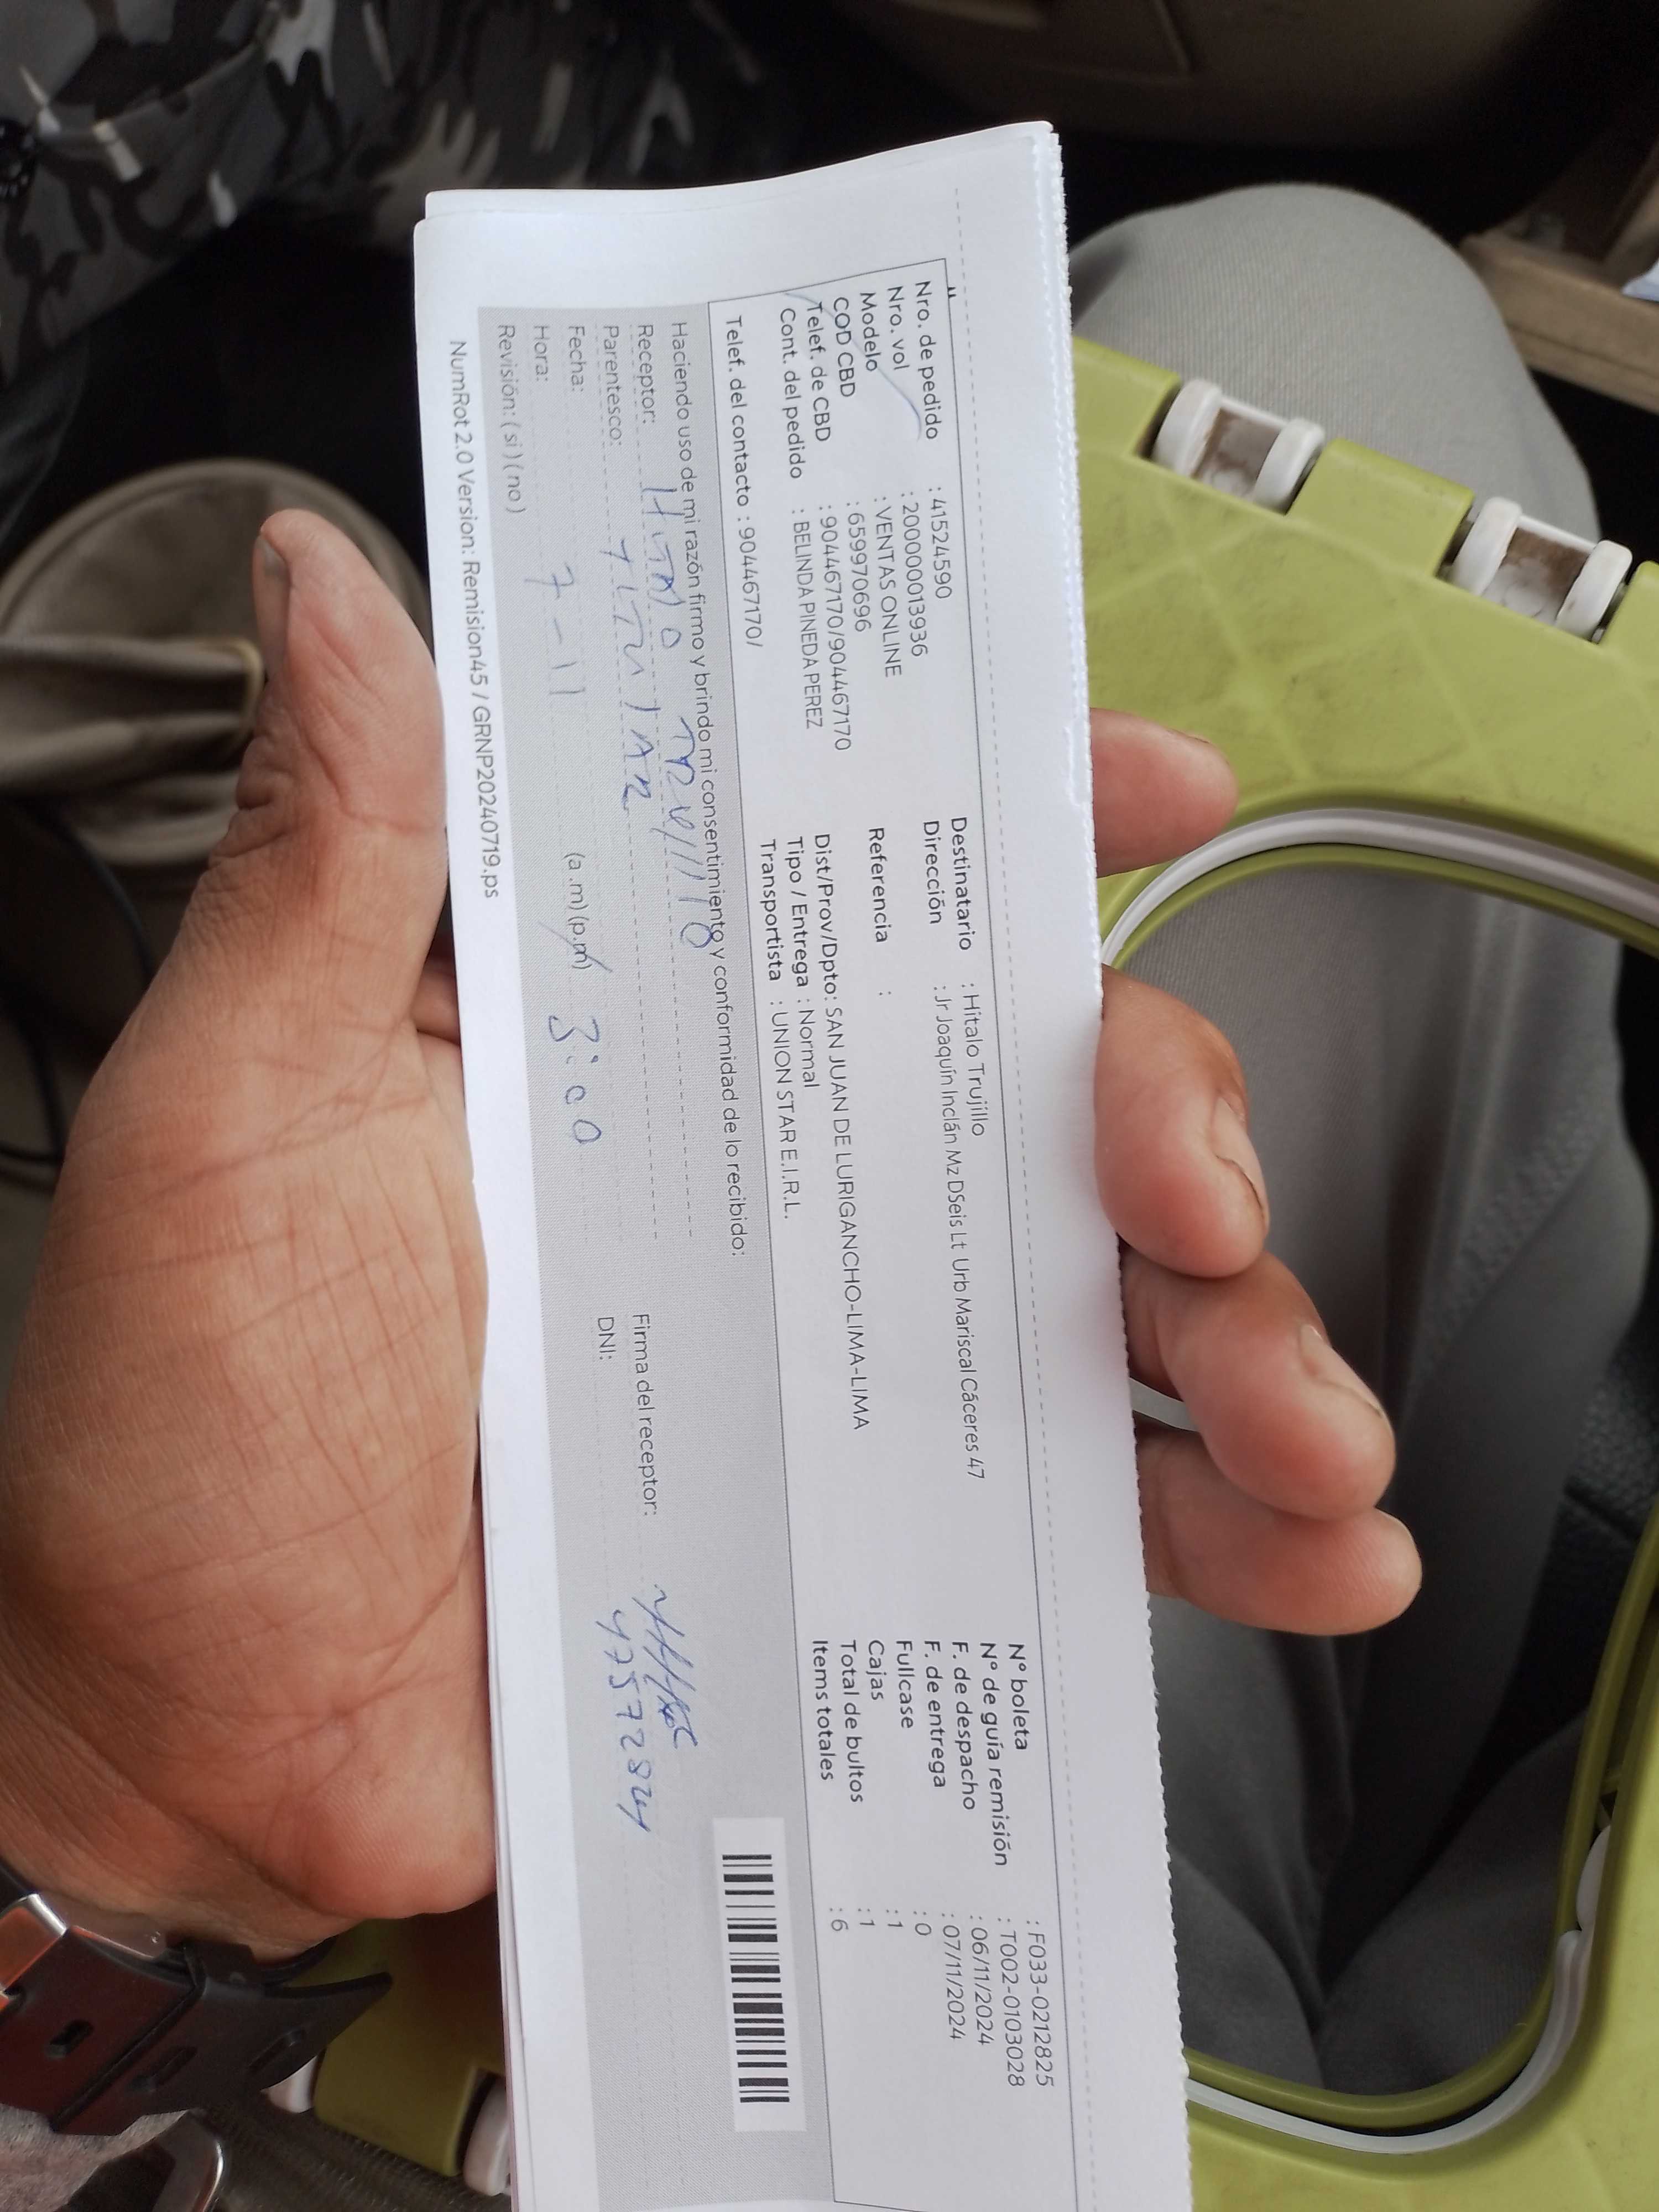 Nro. de pedido : 41524590
Nro. vol : 2000000013936
Modelo : VENTAS ONLINE
COD CBD : 659970696
Telef. de CBD : 904467170/904467170
Cont. del pedido : BELINDA PINEDA PEREZ
Telef. del contacto : 904467170/
Destinatario : Hitalo Trujillo
Dirección : Jr Joaquín Inclán Mz DSeis Lt Urb Mariscal Cáceres 47
Referencia :
Dist/Prov/Dpto: SAN JUAN DE LURIGANCHO-LIMA-LIMA
Tipo / Entrega : Normal
Transportista : UNION STAR E.I.R.L.
N° boleta : F033-0212825
N° de guía remisión : T002-0103028
F. de despacho : 06/11/2024
F. de entrega : 07/11/2024
Fullcase : 0
Cajas : 1
Total de bultos : 1
Items totales : 6
Haciendo uso de mi razón firmo y brindo mi consentimiento y conformidad de lo recibido:
Receptor: Trujillo
Parentesco: Titular
Fecha: 7-11
Hora: (a.m) (p.m) 3:00
Revisión: ( si ) ( no )
Firma del receptor:
DNI:
NumRot 2.0 Version: Remision45 / GRNP20240719.ps